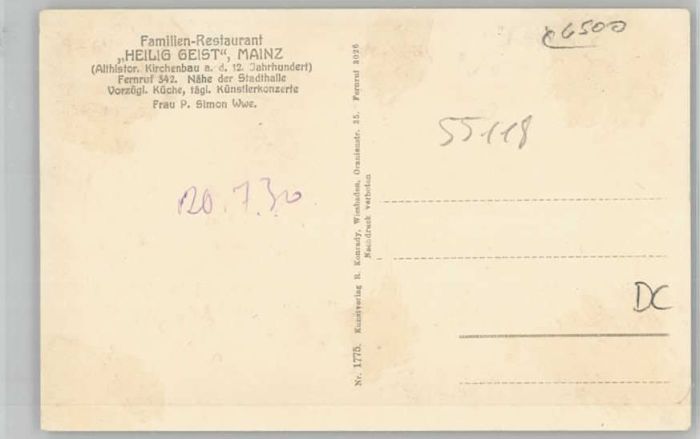 Familien-Restaurant
„HEILIG GEIST“, MAINZ
(Althistor. Kirchenbau a. d. 12. Jahrhundert)
Fernruf 342. Nähe der Stadthalle
Vorzügl. Küche, tägl. Künstlerkonzerte
Frau P. Simon Wwe.
20.7.30
Nr. 1775. Kunstverlag R. Konrady, Wiesbaden, Oranienstr. 35. Fernruf 2026
Nachdruck verboten
6500
55118
DC